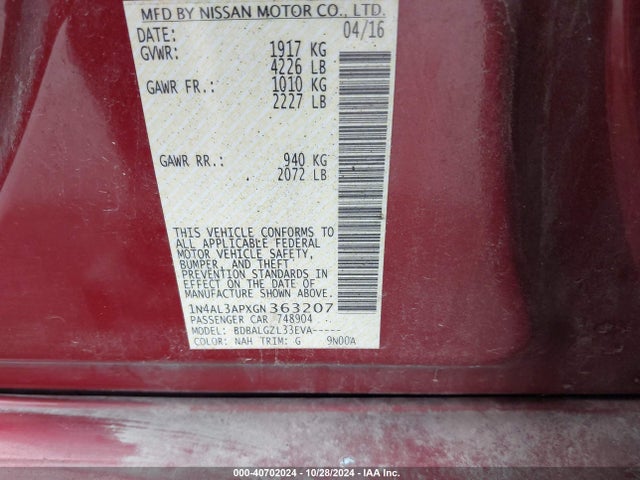 MFD BY NISSAN MOTOR CO., LTD.
DATE: 04/16
GVWR: 1917 KG
4226 LB
GAWR FR.: 1010 KG
2227 LB
GAWR RR.: 940 KG
2072 LB
THIS VEHICLE CONFORMS TO
ALL APPLICABLE FEDERAL
MOTOR VEHICLE SAFETY,
BUMPER, AND THEFT
PREVENTION STANDARDS IN
EFFECT ON THE DATE OF
MANUFACTURE SHOWN ABOVE.
1N4AL3APXGN363207
PASSENGER CAR 748904
MODEL: BDBALGZL33EVA-----
COLOR: NAH TRIM: G 9N00A
000-40702024 | 10/28/2024 | IAA Inc.